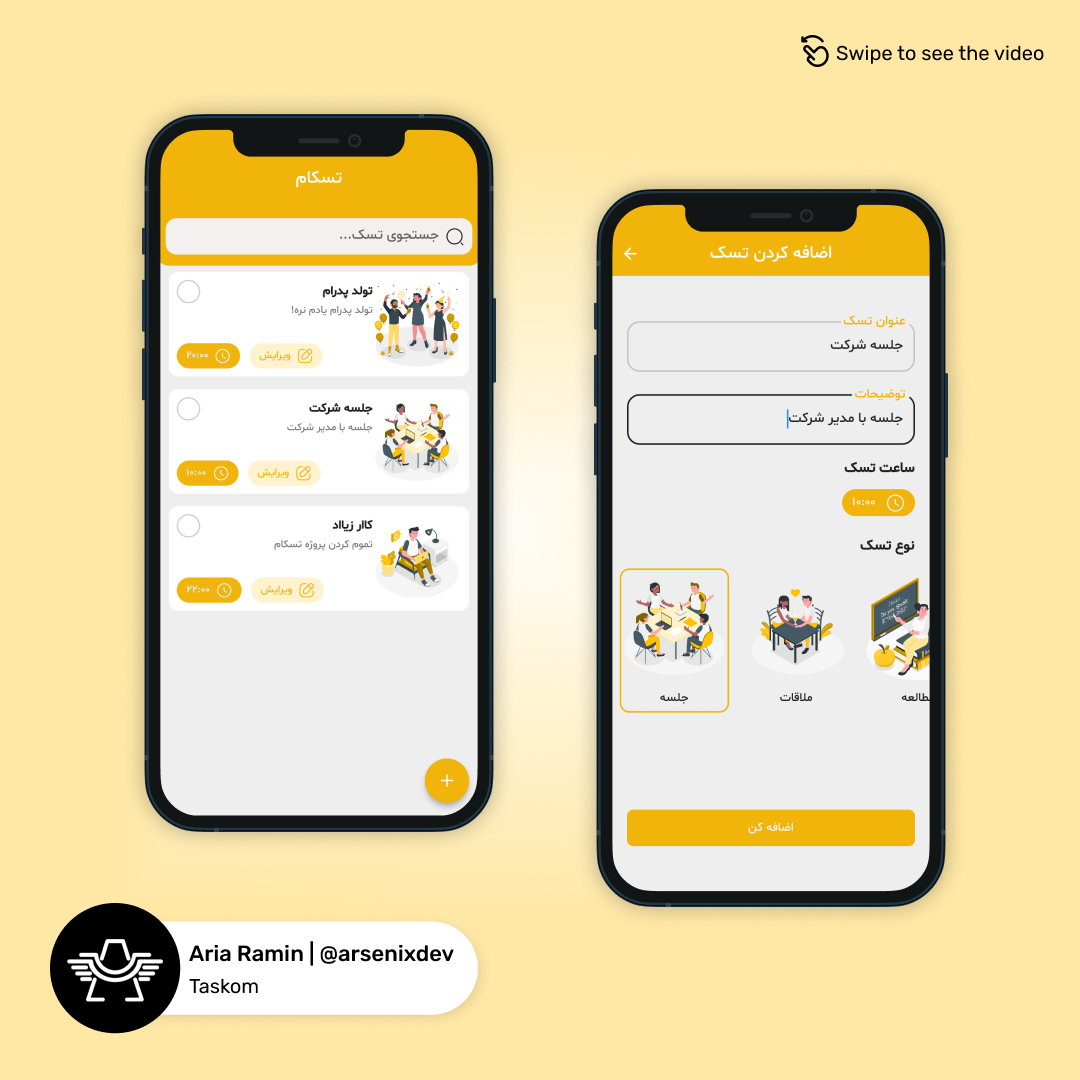 Swipe to see the video
تسکام
جستجوی تسک...
تولد پدرام
تولد پدرام یادم نره!
ویرایش
۲۰:۰۰
جلسه شرکت
جلسه با مدیر شرکت
ویرایش
۱۰:۰۰
کاار زیااد
تموم کردن پروژه تسکام
ویرایش
۲۲:۰۰
+
اضافه کردن تسک
عنوان تسک
جلسه شرکت
توضیحات
جلسه با مدیر شرکت
ساعت تسک
۱۰:۰۰
نوع تسک
طالعه
ملاقات
جلسه
اضافه کن
Aria Ramin | @arsenixdev
Taskom